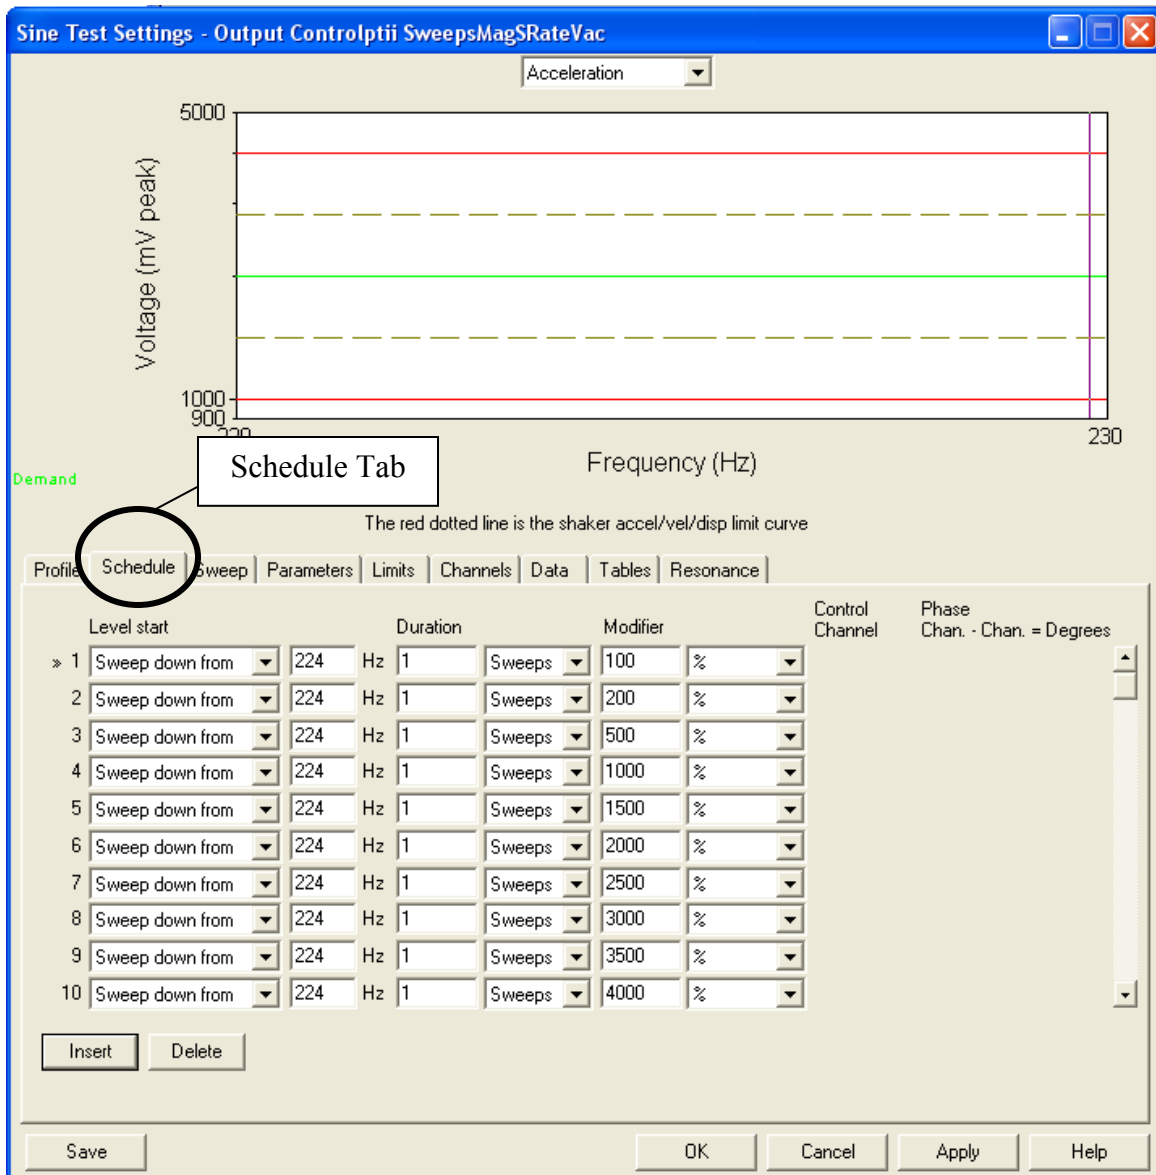 Sine Test Settings - Output Controlptii SweepsMagSRateVac
Acceleration
5000
Voltage (mV peak)
1000
900
230
Frequency (Hz)
Schedule Tab
Demand
The red dotted line is the shaker accel/vel/disp limit curve
Profile Schedule Sweep Parameters Limits Channels Data Tables Resonance
Level start Duration Modifier Control Channel Phase Chan. - Chan. = Degrees
» 1 Sweep down from 224 Hz 1 Sweeps 100 %
2 Sweep down from 224 Hz 1 Sweeps 200 %
3 Sweep down from 224 Hz 1 Sweeps 500 %
4 Sweep down from 224 Hz 1 Sweeps 1000 %
5 Sweep down from 224 Hz 1 Sweeps 1500 %
6 Sweep down from 224 Hz 1 Sweeps 2000 %
7 Sweep down from 224 Hz 1 Sweeps 2500 %
8 Sweep down from 224 Hz 1 Sweeps 3000 %
9 Sweep down from 224 Hz 1 Sweeps 3500 %
10 Sweep down from 224 Hz 1 Sweeps 4000 %
Insert Delete
Save OK Cancel Apply Help